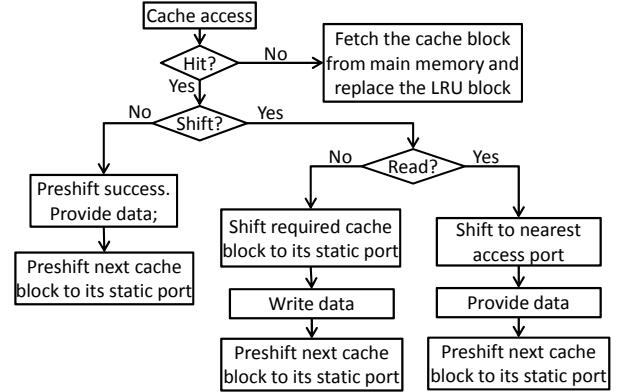 Cache access
Hit?
No
Fetch the cache block
from main memory and
replace the LRU block
Yes
No
Shift?
Yes
No
Read?
Yes
Preshift success.
Provide data;
Preshift next cache
block to its static port
Shift required cache
block to its static port
Write data
Preshift next cache
block to its static port
Shift to nearest
access port
Provide data
Preshift next cache
block to its static port